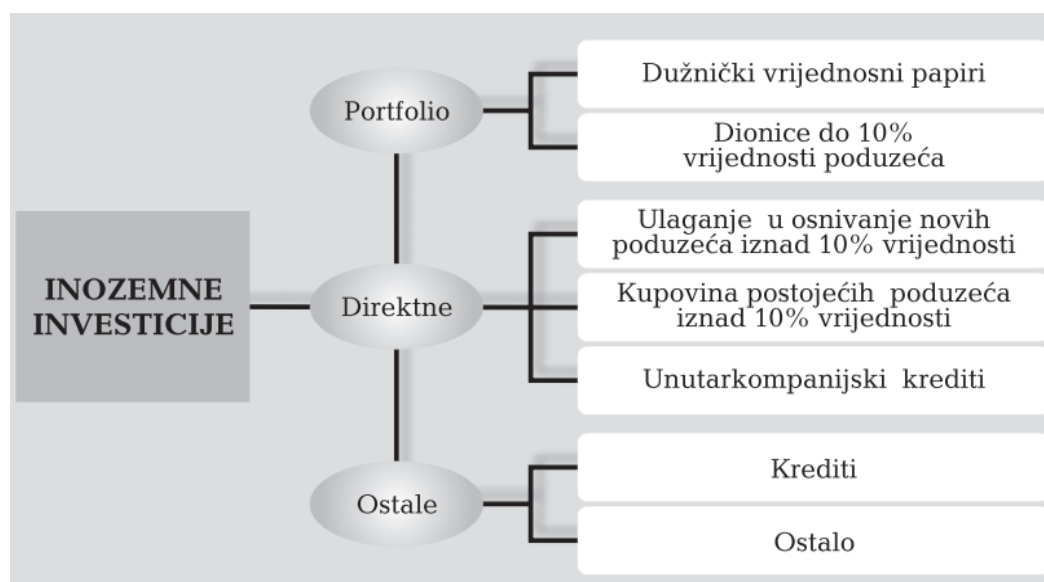 INOZEMNE
INVESTICIJE
Portfolio
Dužnički vrijednosni papiri
Dionice do 10%
vrijednosti poduzeća
Direktne
Ulaganje u osnivanje novih
poduzeća iznad 10% vrijednosti
Kupovina postojećih poduzeća
iznad 10% vrijednosti
Unutarkompanijski krediti
Ostale
Krediti
Ostalo